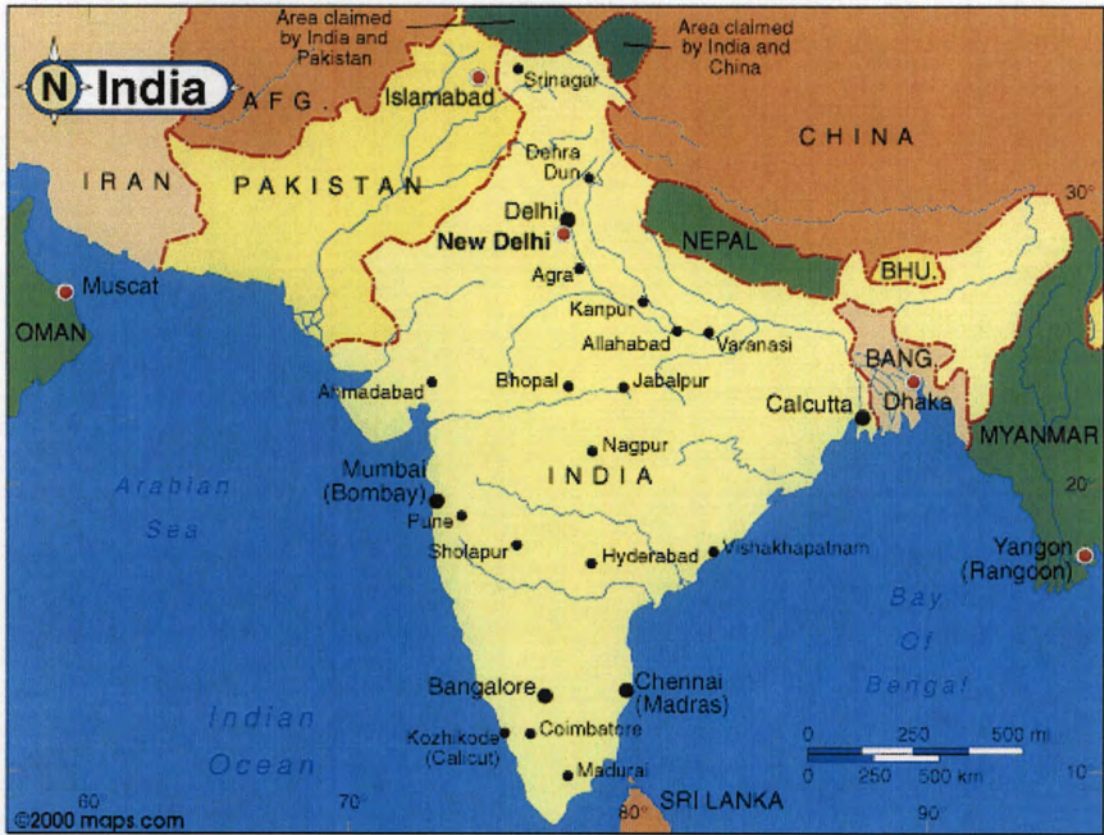 Area claimed
by India and
Pakistan
Area claimed
by India and
China
N India
AFG.
Islamabad
Srinagar
CHINA
IRAN
PAKISTAN
Dehra
Dun
30°
Delhi
New Delhi
NEPAL
BHU.
Muscat
Agra
OMAN
Kanpur
Allahabad
Varanasi
BANG.
Ahmadabad
Bhopal
Jabalpur
Calcutta
Dhaka
MYANMAR
Nagpur
INDIA
Mumbai
(Bombay)
Arabian
Sea
20°
Pune
Sholapur
Hyderabad
Vishakhapatnam
Yangon
(Rangoon)
Bay
Of
Bengal
Bangalore
Chennai
(Madras)
Indian
Ocean
Kozhikode
(Calicut)
Coimbatore
Madurai
0 250 500 mi
0 250 500 km
10°
SRI LANKA
60°
70°
80°
90°
©2000 maps.com